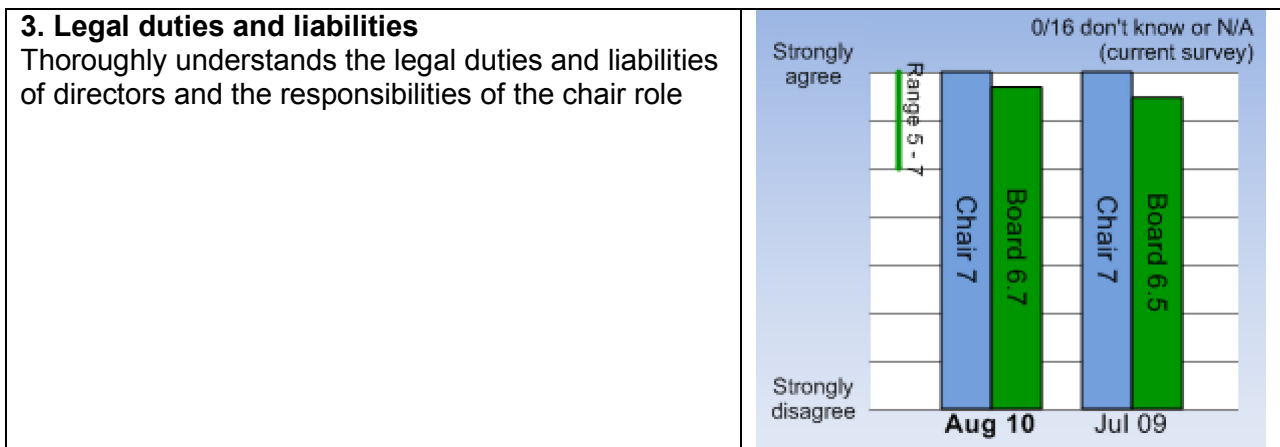 3. Legal duties and liabilities
Thoroughly understands the legal duties and liabilities
of directors and the responsibilities of the chair role
0/16 don't know or N/A
(current survey)
Strongly
agree
Range 5 - 7
Chair 7
Board 6.7
Chair 7
Board 6.5
Strongly
disagree
Aug 10
Jul 09